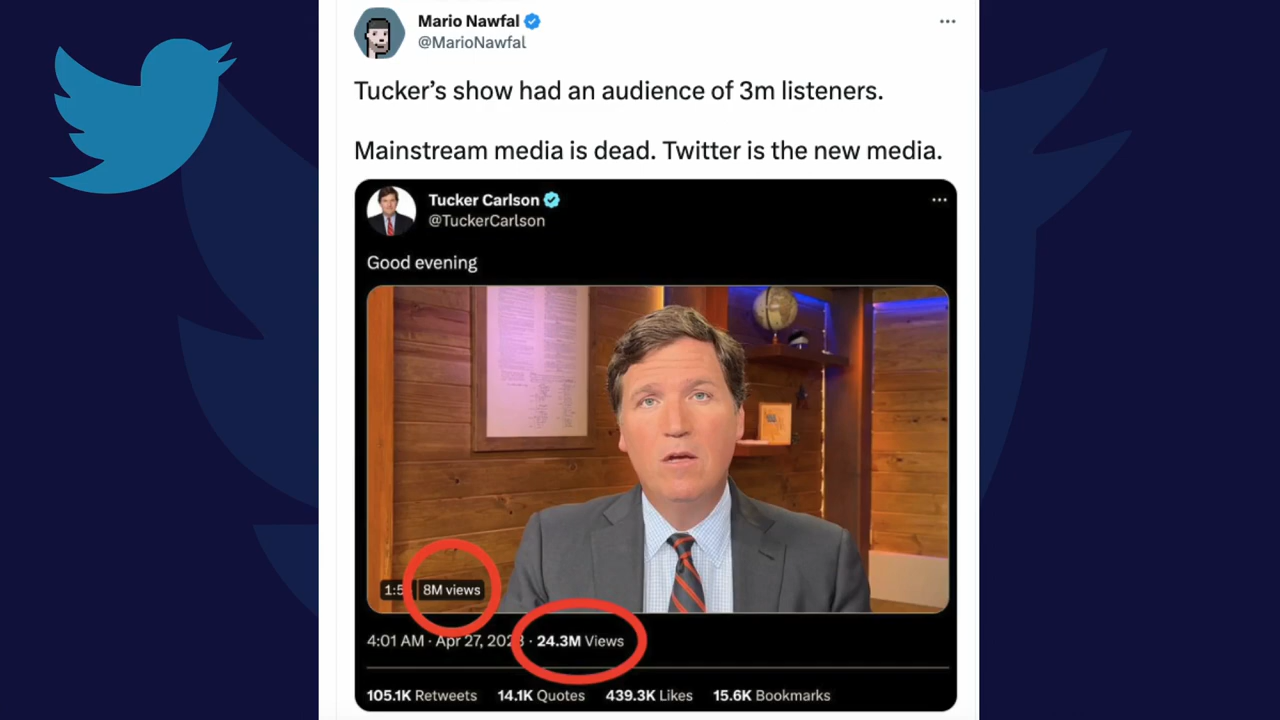 Mario Nawfal
@MarioNawfal
Tucker’s show had an audience of 3m listeners.
Mainstream media is dead. Twitter is the new media.
Tucker Carlson
@TuckerCarlson
Good evening
8M views
4:01 AM · Apr 27, · 24.3M Views
105.1K Retweets 14.1K Quotes 439.3K Likes 15.6K Bookmarks